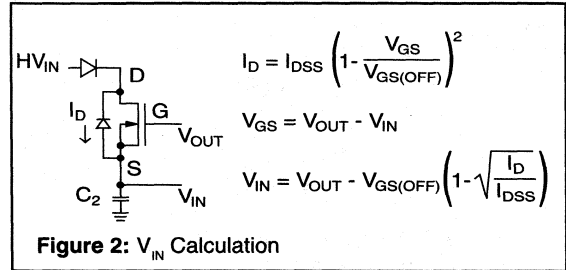 HV_IN
D
I_D = I_DSS (1 - V_GS / V_GS(OFF))²
I_D
G
V_OUT
V_GS = V_OUT - V_IN
S
C₂
V_IN
V_IN = V_OUT - V_GS(OFF) (1 - √(I_D / I_DSS))
Figure 2: V_IN Calculation